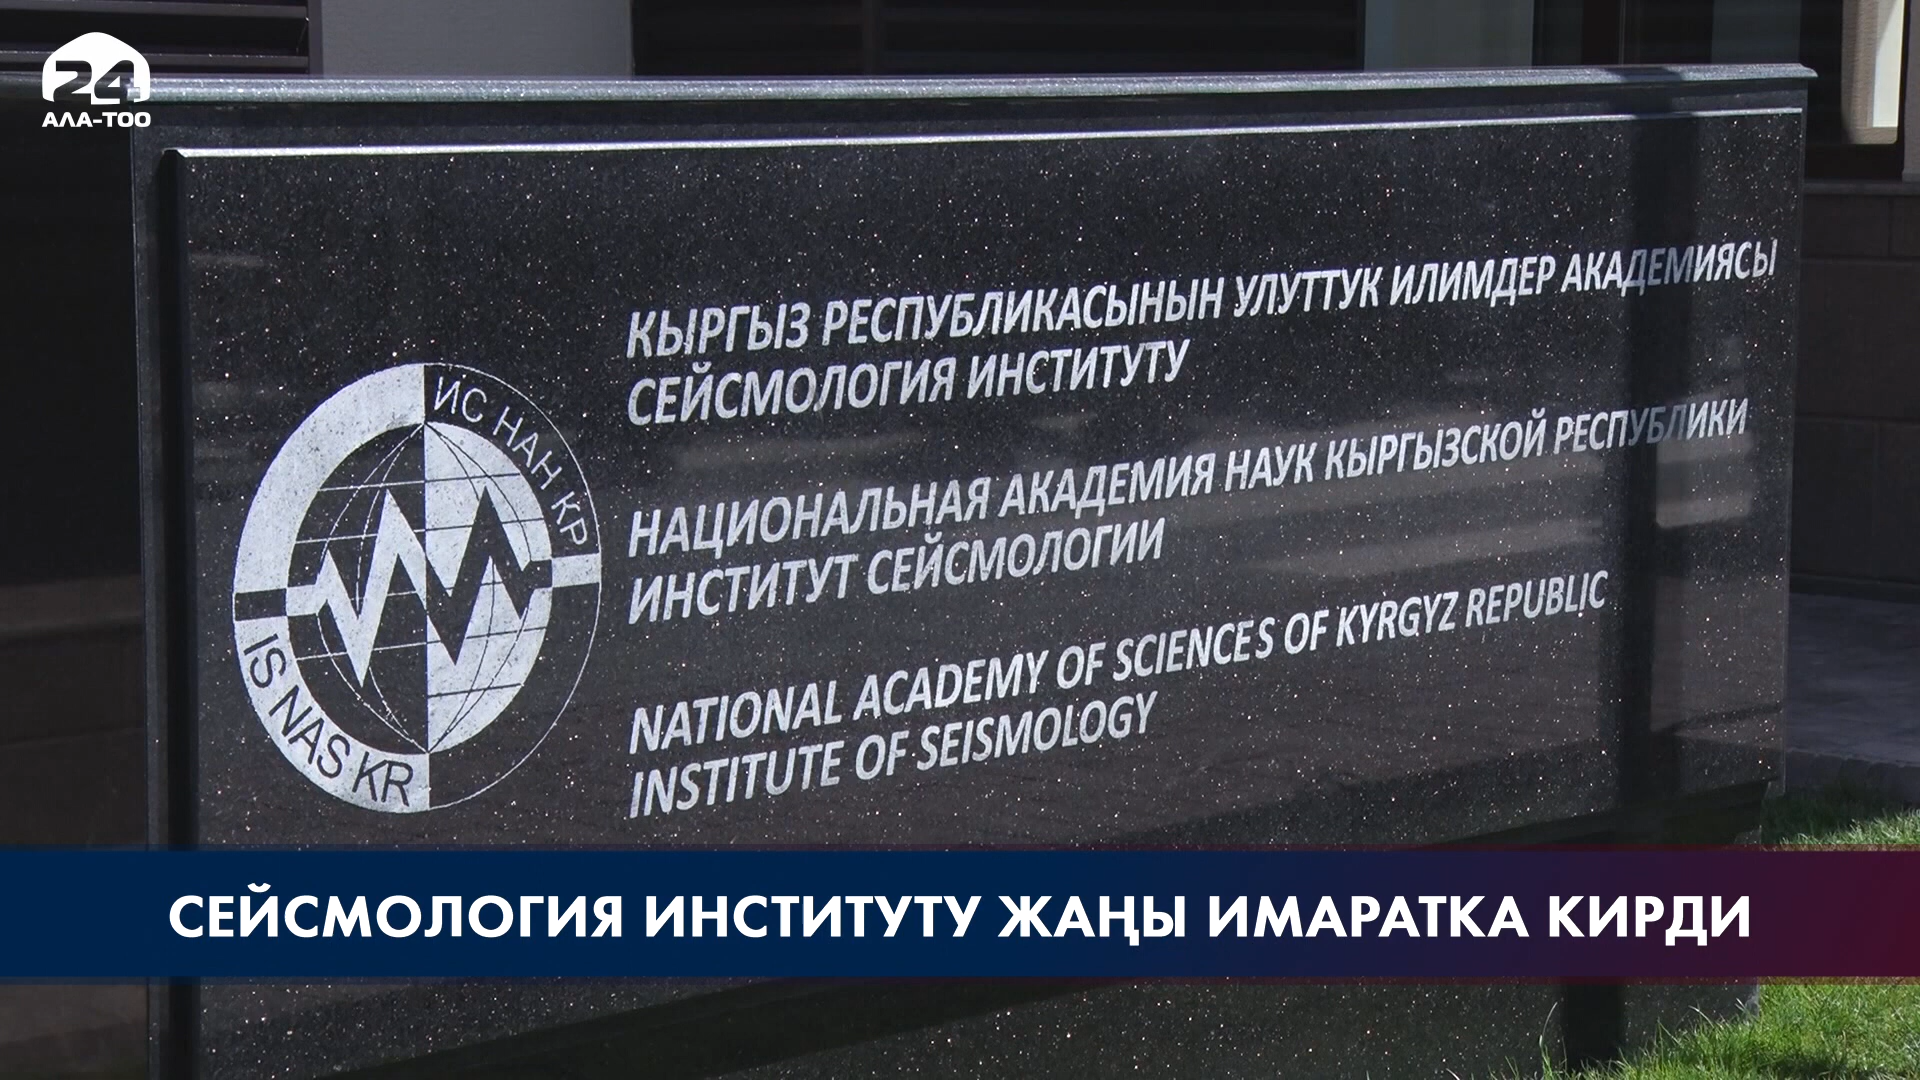 24
АЛА-ТОО
КЫРГЫЗ РЕСПУБЛИКАСЫНЫН УЛУТТУК ИЛИМДЕР АКАДЕМИЯСЫ
СЕЙСМОЛОГИЯ ИНСТИТУТУ
ИС НАН КР
НАЦИОНАЛЬНАЯ АКАДЕМИЯ НАУК КЫРГЫЗСКОЙ РЕСПУБЛИКИ
ИНСТИТУТ СЕЙСМОЛОГИИ
IS NAS KR
NATIONAL ACADEMY OF SCIENCES OF KYRGYZ REPUBLIC
INSTITUTE OF SEISMOLOGY
СЕЙСМОЛОГИЯ ИНСТИТУТУ ЖАҢЫ ИМАРАТКА КИРДИ